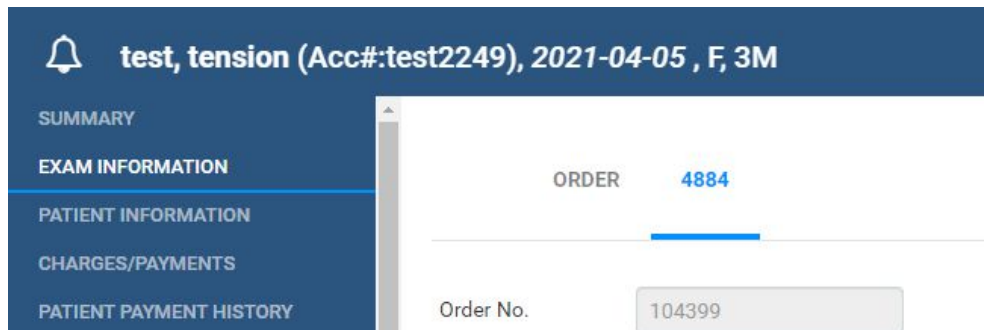 test, tension (Acc#:test2249), 2021-04-05 , F, 3M
SUMMARY
EXAM INFORMATION
PATIENT INFORMATION
CHARGES/PAYMENTS
PATIENT PAYMENT HISTORY
ORDER 4884
Order No. 104399